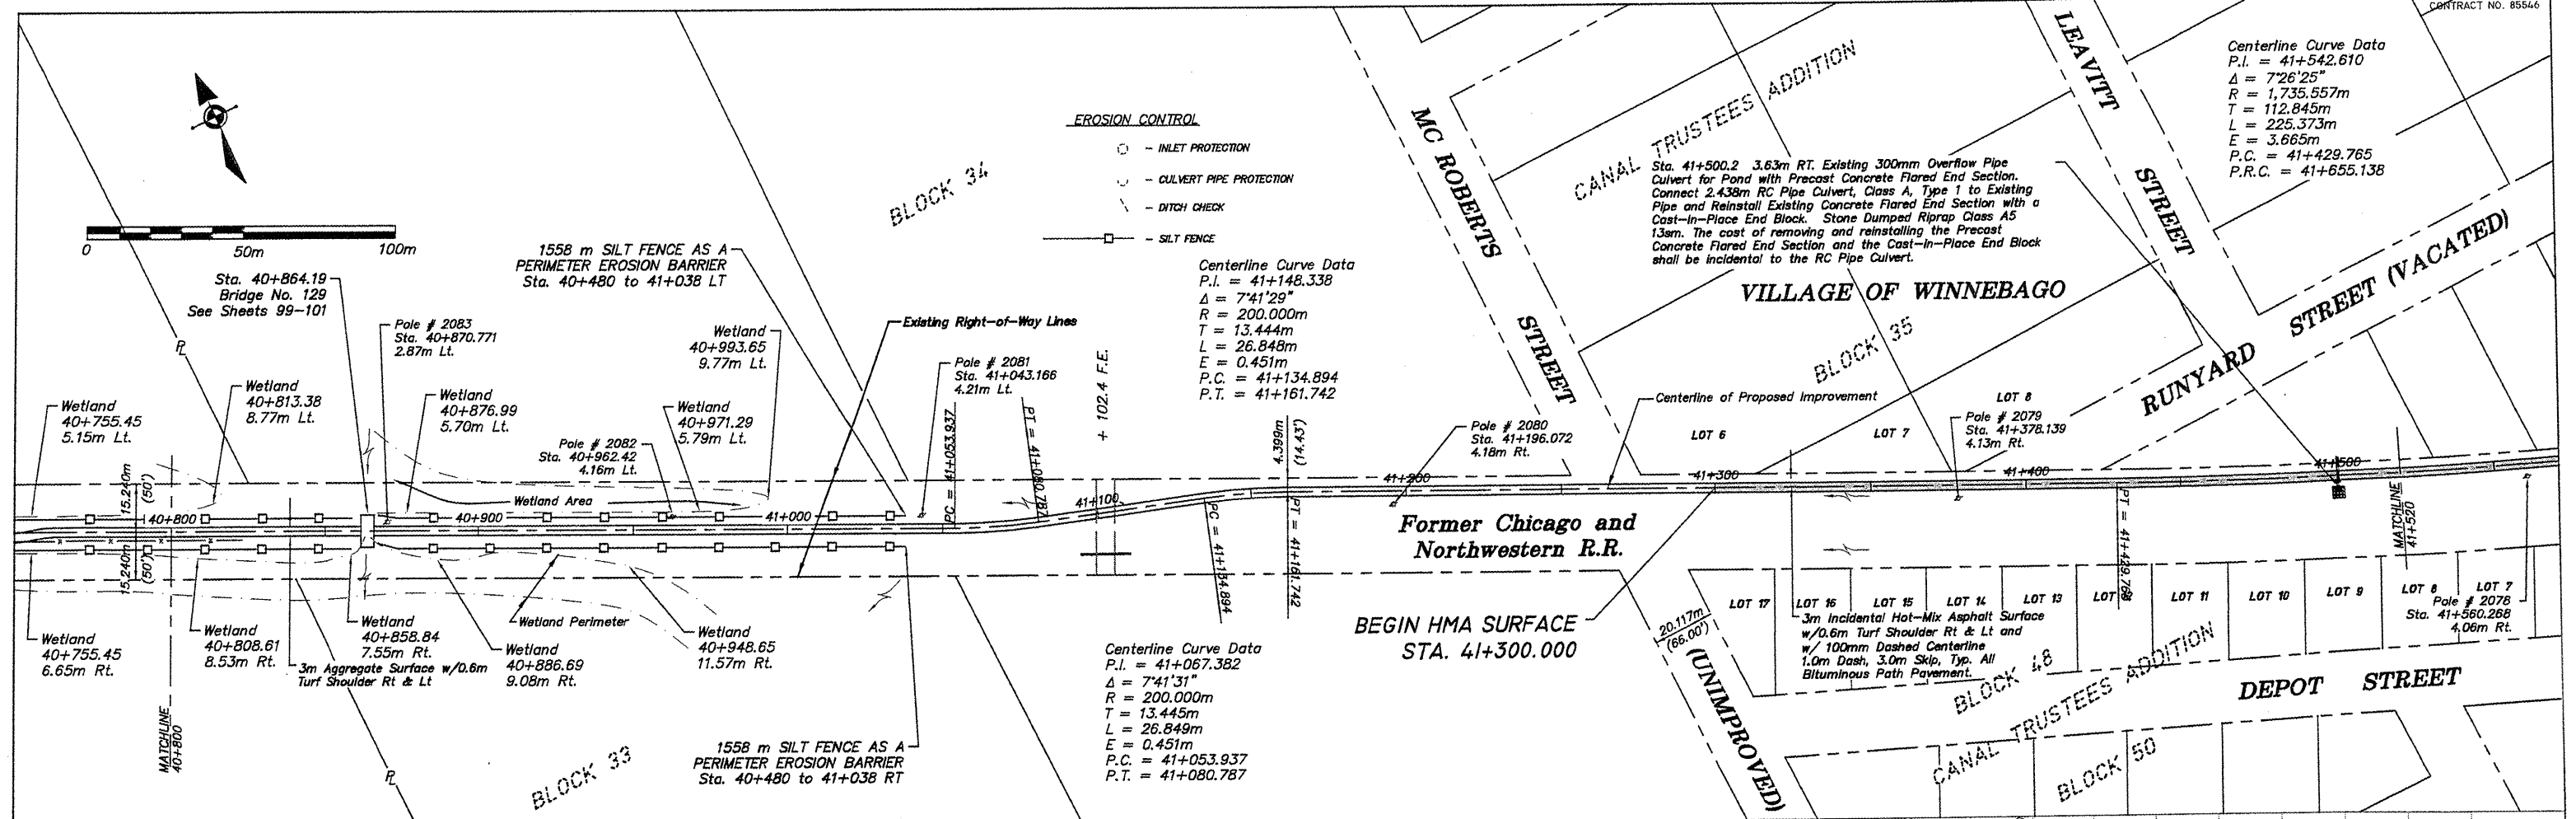 CONTRACT NO. 85546
Centerline Curve Data
P.I. = 41+542.610
Δ = 7°26'25"
R = 1,735.557m
T = 112.845m
L = 225.373m
E = 3.665m
P.C. = 41+429.765
P.R.C. = 41+655.138
LEAVITT
STREET
MC ROBERTS
STREET
CANAL TRUSTEES ADDITION
EROSION CONTROL
- INLET PROTECTION
- CULVERT PIPE PROTECTION
- DITCH CHECK
- SILT FENCE
BLOCK 34
0 50m 100m
Sta. 41+500.2 3.63m RT. Existing 300mm Overflow Pipe
Culvert for Pond with Precast Concrete Flared End Section.
Connect 2.438m RC Pipe Culvert, Class A, Type 1 to Existing
Pipe and Reinstall Existing Concrete Flared End Section with a
Cast-In-Place End Block. Stone Dumped Riprap Class A5
13sm. The cost of removing and reinstalling the Precast
Concrete Flared End Section and the Cast-In-Place End Block
shall be incidental to the RC Pipe Culvert.
VILLAGE OF WINNEBAGO
BLOCK 35
RUNYARD STREET (VACATED)
1558 m SILT FENCE AS A
PERIMETER EROSION BARRIER
Sta. 40+480 to 41+038 LT
Sta. 40+864.19
Bridge No. 129
See Sheets 99-101
Centerline Curve Data
P.I. = 41+148.338
Δ = 7°41'29"
R = 200.000m
T = 13.444m
L = 26.848m
E = 0.451m
P.C. = 41+134.894
P.T. = 41+161.742
Pole # 2083
Sta. 40+870.771
2.87m Lt.
Wetland
40+993.65
9.77m Lt.
Existing Right-of-Way Lines
Pole # 2081
Sta. 41+043.166
4.21m Lt.
+ 102.4 F.E.
Wetland
40+755.45
5.15m Lt.
Wetland
40+813.38
8.77m Lt.
Wetland
40+876.99
5.70m Lt.
Wetland
40+971.29
5.79m Lt.
Pole # 2082
Sta. 40+962.42
4.16m Lt.
PC = 41+053.937
PT = 41+080.787
4.399m
(14.43')
Pole # 2080
Sta. 41+196.072
4.18m Rt.
Centerline of Proposed Improvement
LOT 6
LOT 7
LOT 8
Pole # 2079
Sta. 41+378.139
4.13m Rt.
15.240m
(50')
15.240m
(50')
Wetland Area
40+800
40+900
41+000
41+100
41+200
41+300
41+400
41+500
PC = 41+134.894
PT = 41+161.742
PT = 41+429.765
MATCHLINE
41+520
Former Chicago and
Northwestern R.R.
BEGIN HMA SURFACE
STA. 41+300.000
LOT 17
LOT 16
LOT 15
LOT 14
LOT 13
LOT 11
LOT 10
LOT 9
LOT 8
LOT 7
Pole # 2078
Sta. 41+560.268
4.06m Rt.
3m Incidental Hot-Mix Asphalt Surface
w/0.6m Turf Shoulder Rt & Lt and
w/ 100mm Dashed Centerline
1.0m Dash, 3.0m Skip, Typ. All
Bituminous Path Pavement.
20.117m
(66.00')
(UNIMPROVED)
BLOCK 48
CANAL TRUSTEES ADDITION
BLOCK 50
DEPOT STREET
Wetland
40+755.45
6.65m Rt.
Wetland
40+808.61
8.53m Rt.
3m Aggregate Surface w/0.6m
Turf Shoulder Rt & Lt
Wetland
40+858.84
7.55m Rt.
Wetland
40+886.69
9.08m Rt.
Wetland Perimeter
Wetland
40+948.65
11.57m Rt.
MATCHLINE
40+800
BLOCK 33
1558 m SILT FENCE AS A
PERIMETER EROSION BARRIER
Sta. 40+480 to 41+038 RT
Centerline Curve Data
P.I. = 41+067.382
Δ = 7°41'31"
R = 200.000m
T = 13.445m
L = 26.849m
E = 0.451m
P.C. = 41+053.937
P.T. = 41+080.787